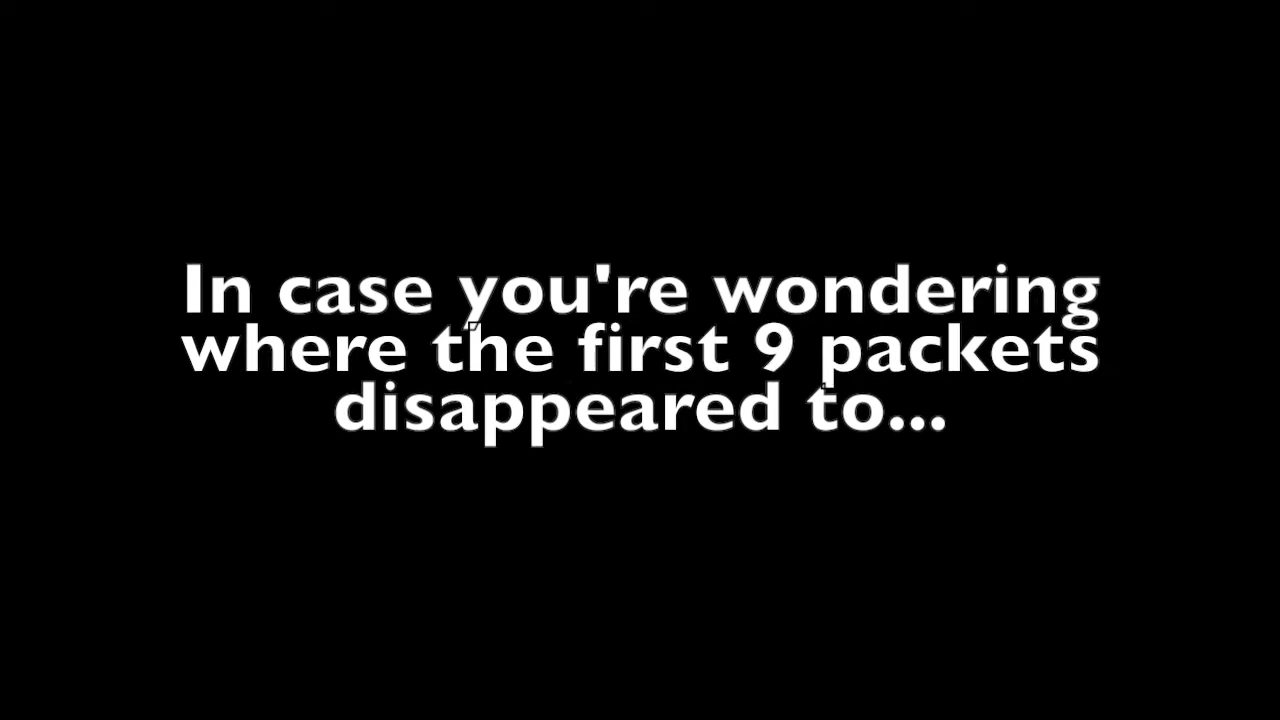 In case you're wondering
where the first 9 packets
disappeared to...